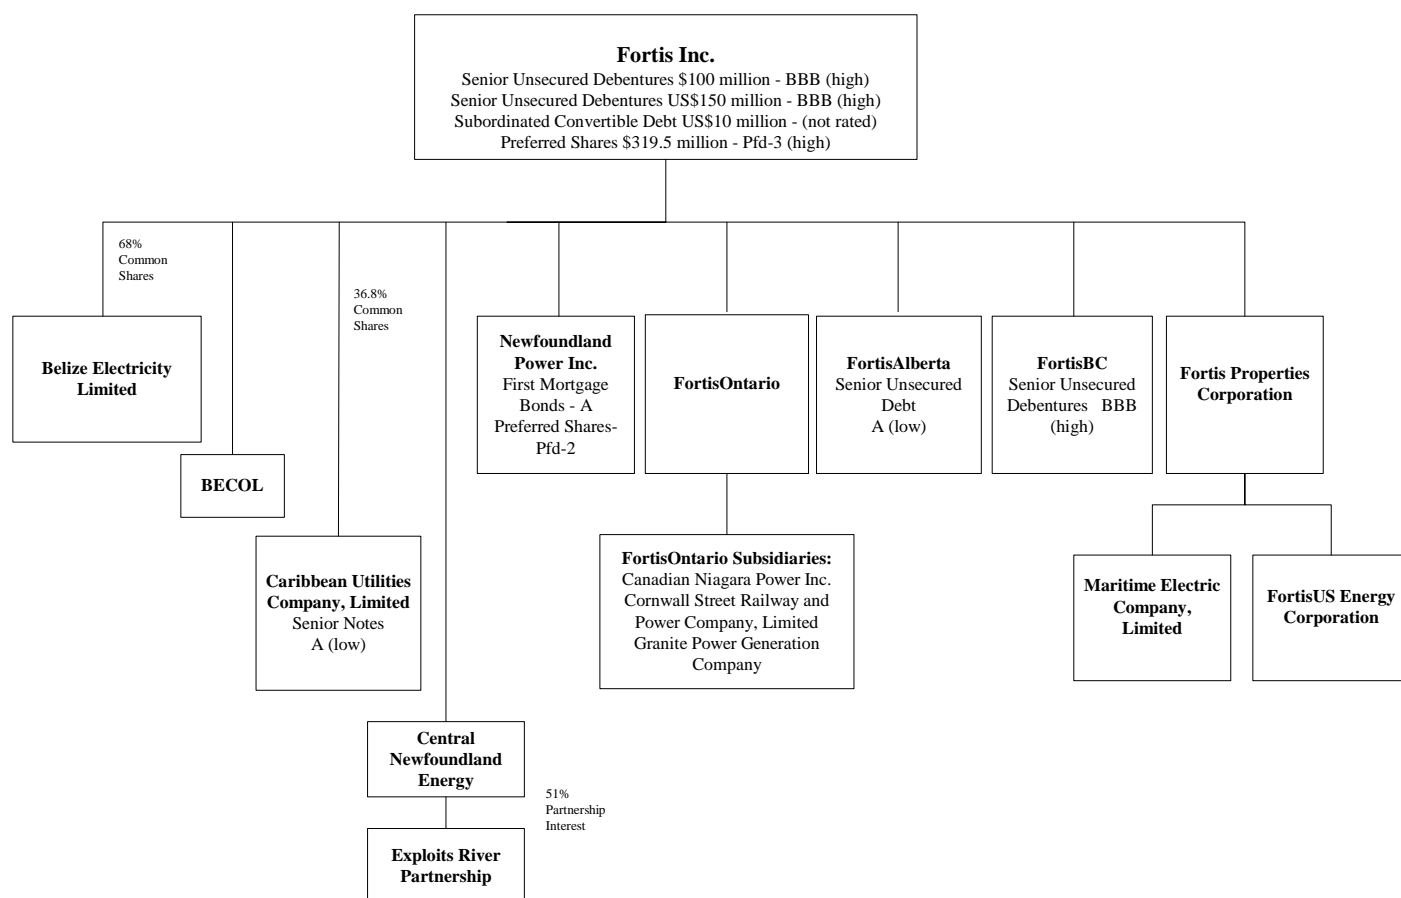 Fortis Inc.
Senior Unsecured Debentures $100 million - BBB (high)
Senior Unsecured Debentures US$150 million - BBB (high)
Subordinated Convertible Debt US$10 million - (not rated)
Preferred Shares $319.5 million - Pfd-3 (high)
68%
Common
Shares
36.8%
Common
Shares
Belize Electricity
Limited
BECOL
Caribbean Utilities
Company, Limited
Senior Notes
A (low)
Newfoundland
Power Inc.
First Mortgage
Bonds - A
Preferred Shares-
Pfd-2
FortisOntario
FortisAlberta
Senior Unsecured
Debt
A (low)
FortisBC
Senior Unsecured
Debentures BBB
(high)
Fortis Properties
Corporation
FortisOntario Subsidiaries:
Canadian Niagara Power Inc.
Cornwall Street Railway and
Power Company, Limited
Granite Power Generation
Company
Maritime Electric
Company,
Limited
FortisUS Energy
Corporation
Central
Newfoundland
Energy
51%
Partnership
Interest
Exploits River
Partnership